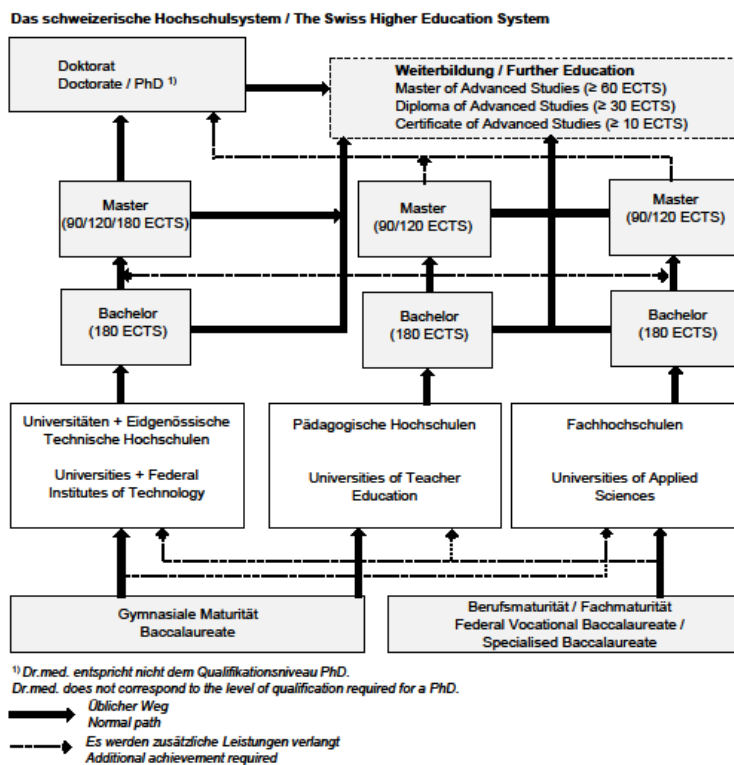 Das schweizerische Hochschulsystem / The Swiss Higher Education System
Doktorat
Doctorate / PhD ¹⁾
Weiterbildung / Further Education
Master of Advanced Studies (≥ 60 ECTS)
Diploma of Advanced Studies (≥ 30 ECTS)
Certificate of Advanced Studies (≥ 10 ECTS)
Master
(90/120/180 ECTS)
Master
(90/120 ECTS)
Master
(90/120 ECTS)
Bachelor
(180 ECTS)
Bachelor
(180 ECTS)
Bachelor
(180 ECTS)
Universitäten + Eidgenössische
Technische Hochschulen
Universities + Federal
Institutes of Technology
Pädagogische Hochschulen
Universities of Teacher
Education
Fachhochschulen
Universities of Applied
Sciences
Gymnasiale Maturität
Baccalaureate
Berufsmaturität / Fachmaturität
Federal Vocational Baccalaureate /
Specialised Baccalaureate
¹⁾ Dr.med. entspricht nicht dem Qualifikationsniveau PhD.
Dr.med. does not correspond to the level of qualification required for a PhD.
Üblicher Weg
Normal path
Es werden zusätzliche Leistungen verlangt
Additional achievement required